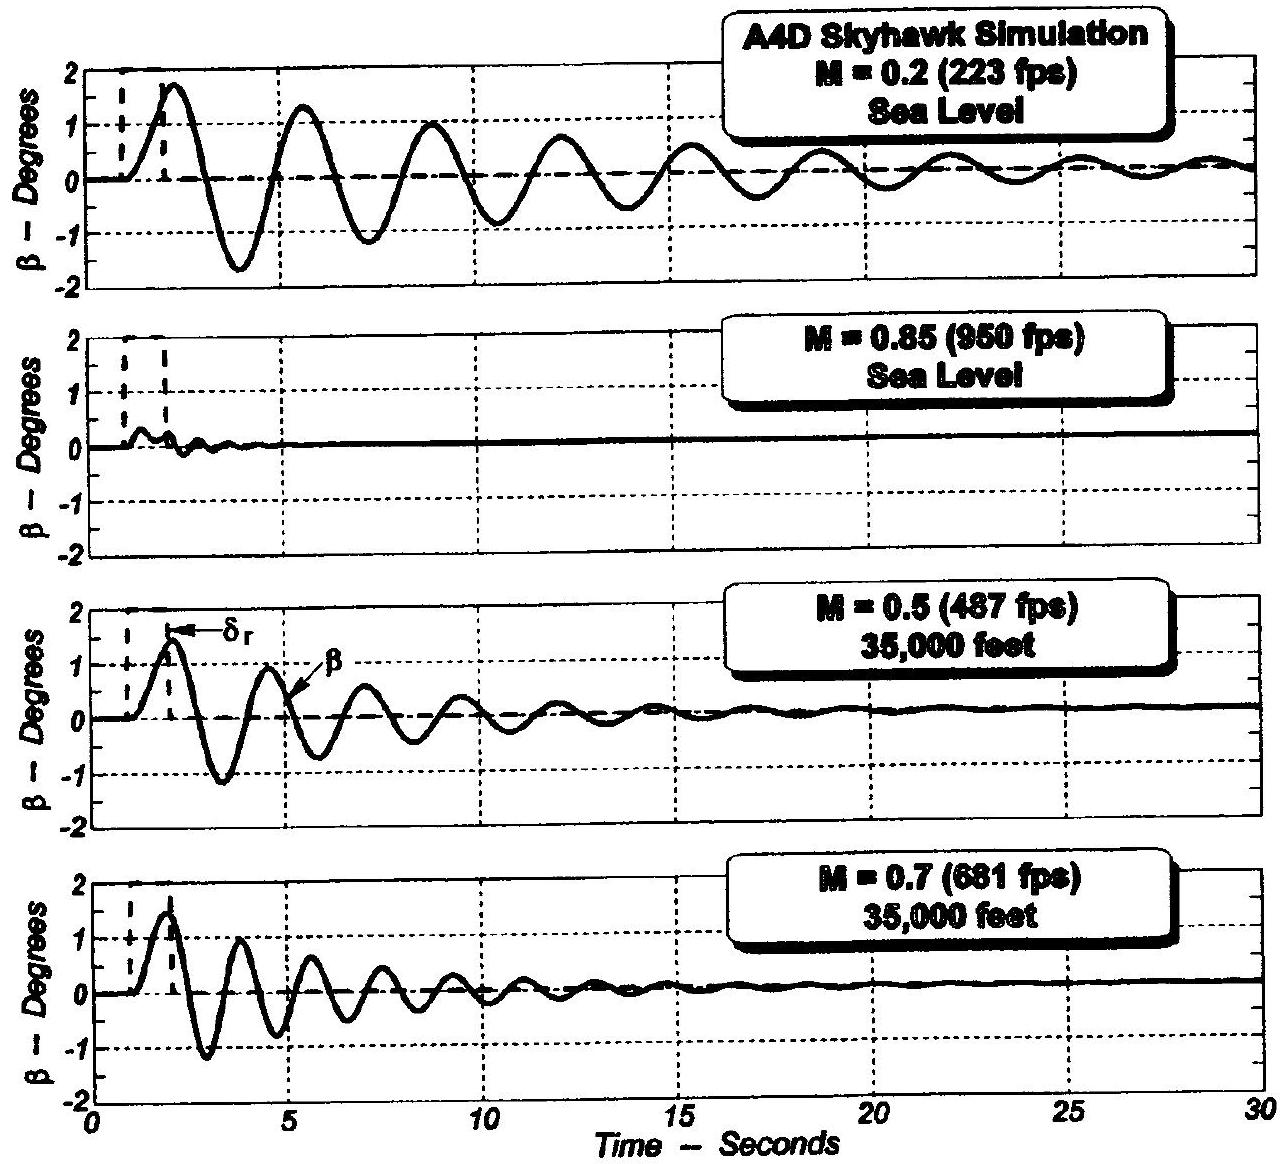 A4D Skyhawk Simulation
M = 0.2 (223 fps)
Sea Level
2
1
0
-1
-2
β – Degrees
M = 0.85 (950 fps)
Sea Level
2
1
0
-1
-2
β – Degrees
M = 0.5 (487 fps)
35,000 feet
2
1
0
-1
-2
β – Degrees
δr
β
M = 0.7 (681 fps)
35,000 feet
2
1
0
-1
-2
β – Degrees
0 5 10 15 20 25 30
Time – Seconds